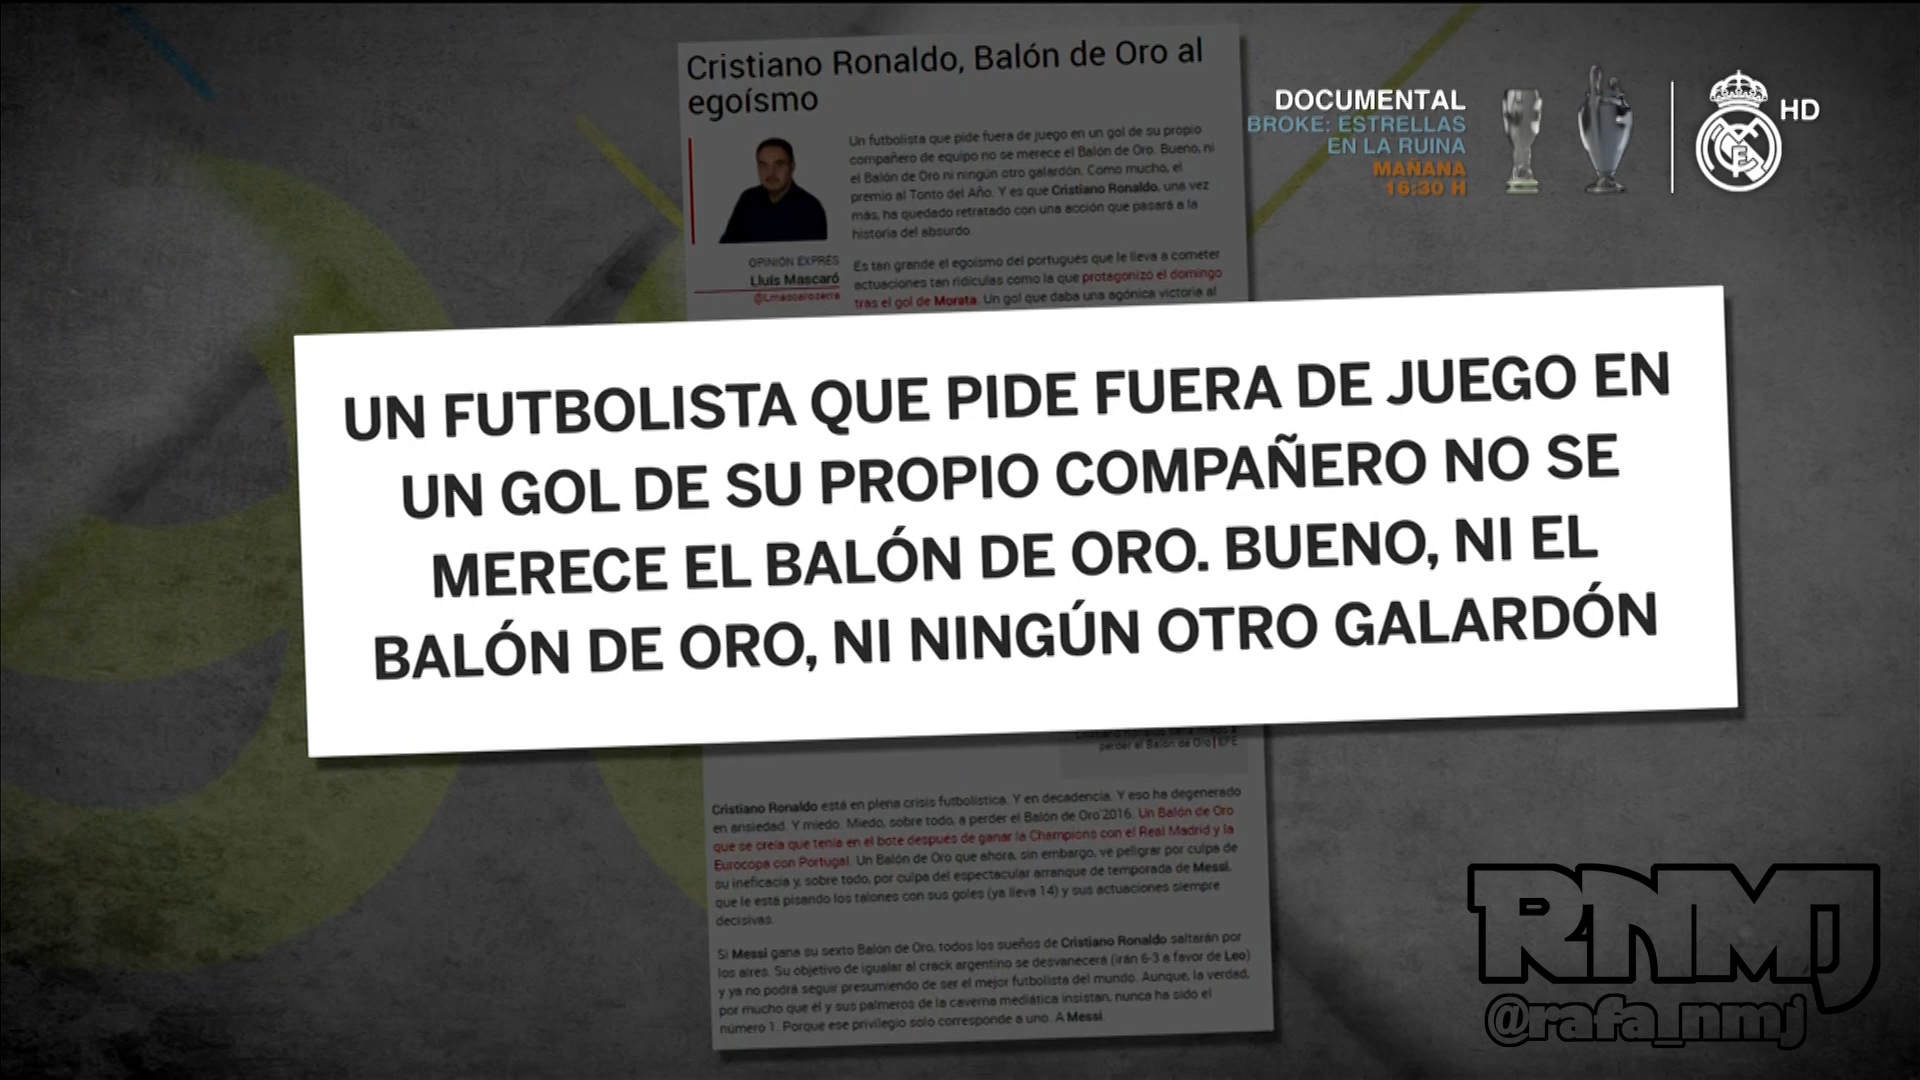 Cristiano Ronaldo, Balón de Oro al
egoísmo
Un futbolista que pide fuera de juego en un gol de su propio
compañero de equipo no se merece el Balón de Oro. Bueno, ni
el Balón de Oro ni ningún otro galardón. Como mucho, el
premio al Tonto del Año. Y es que Cristiano Ronaldo, una vez
más, ha quedado retratado con una acción que pasará a la
historia del absurdo.
OPINIÓN EXPRÉS
Lluís Mascaró
@Lmascaroserra
Es tan grande el egoísmo del portugués que le lleva a cometer
actuaciones tan ridículas como la que protagonizó el domingo
tras el gol de Morata. Un gol que daba una agónica victoria al
DOCUMENTAL
BROKE: ESTRELLAS
EN LA RUINA
MAÑANA
16:30 H
HD
UN FUTBOLISTA QUE PIDE FUERA DE JUEGO EN
UN GOL DE SU PROPIO COMPAÑERO NO SE
MERECE EL BALÓN DE ORO. BUENO, NI EL
BALÓN DE ORO, NI NINGÚN OTRO GALARDÓN
perder el Balón de Oro | EFE
Cristiano Ronaldo está en plena crisis futbolística. Y en decadencia. Y eso ha degenerado
en ansiedad. Y miedo. Miedo, sobre todo, a perder el Balón de Oro'2016. Un Balón de Oro
que se creía que tenía en el bote después de ganar la Champions con el Real Madrid y la
Eurocopa con Portugal. Un Balón de Oro que ahora, sin embargo, ve peligrar por culpa de
su ineficacia y, sobre todo, por culpa del espectacular arranque de temporada de Messi,
que le está pisando los talones con sus goles (ya lleva 14) y sus actuaciones siempre
decisivas.
Si Messi gana su sexto Balón de Oro, todos los sueños de Cristiano Ronaldo saltarán por
los aires. Su objetivo de igualar al crack argentino se desvanecerá (irán 6-3 a favor de Leo)
y ya no podrá seguir presumiendo de ser el mejor futbolista del mundo. Aunque, la verdad,
por mucho que él y sus palmeros de la caverna mediática insistan, nunca ha sido el
número 1. Porque ese privilegio solo corresponde a uno. A Messi.
RNMJ
@rafa_nmj